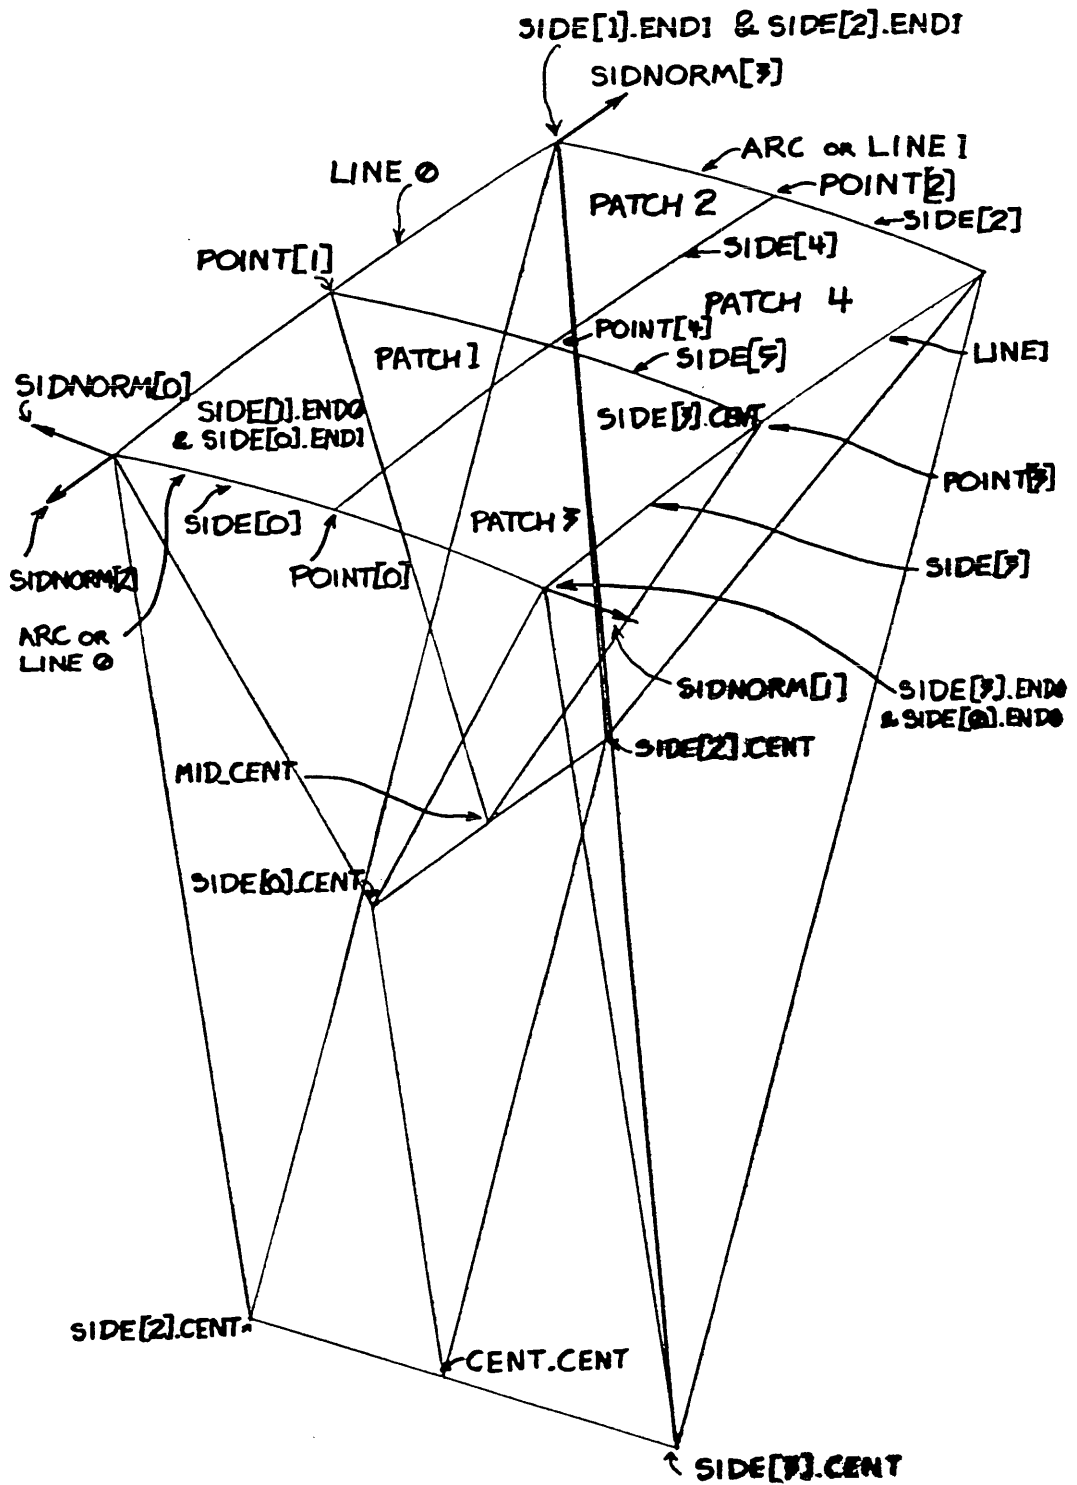 SIDE[1].END1 & SIDE[2].END1
SIDNORM[3]
ARC OR LINE 1
LINE 0
POINT[2]
PATCH 2
SIDE[2]
SIDE[4]
POINT[1]
PATCH 4
POINT[4]
PATCH 1
SIDE[5]
LINE 1
SIDNORM[0]
SIDE[1].END0
& SIDE[0].END1
SIDE[3].CENT
POINT[3]
SIDE[0]
PATCH 3
POINT[0]
SIDE[3]
SIDNORM[2]
ARC OR
LINE 0
SIDNORM[1]
SIDE[3].END0
& SIDE[0].END0
SIDE[2].CENT
MID_CENT
SIDE[0].CENT
SIDE[2].CENT
CENT.CENT
SIDE[3].CENT